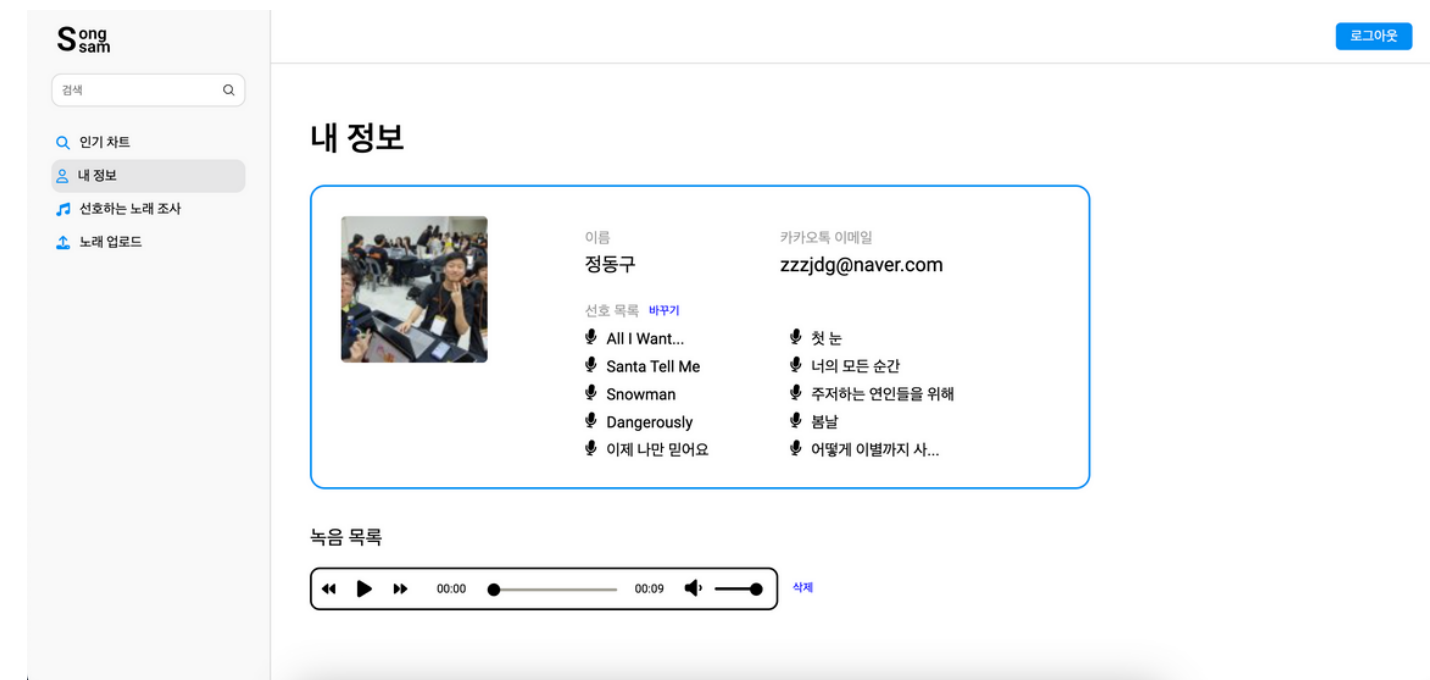 Song
sam
로그아웃
검색
인기 차트
내 정보
선호하는 노래 조사
노래 업로드
내 정보
이름
카카오톡 이메일
정동구
zzzjdg@naver.com
선호 목록 바꾸기
All I Want...
첫 눈
Santa Tell Me
너의 모든 순간
Snowman
주저하는 연인들을 위해
Dangerously
봄날
이제 나만 믿어요
어떻게 이별까지 사...
녹음 목록
00:00
00:09
삭제